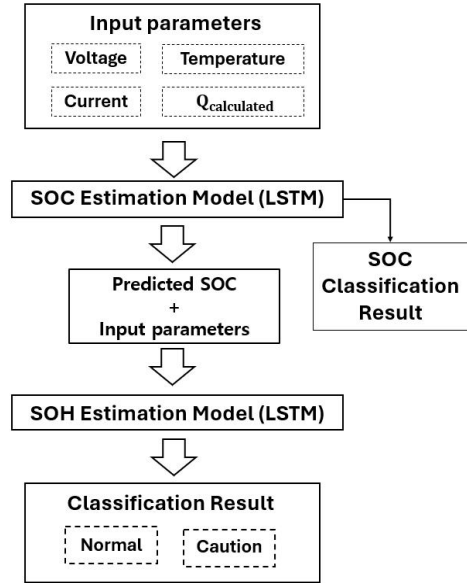 Input parameters
Voltage
Temperature
Current
Qcalculated
SOC Estimation Model (LSTM)
SOC
Classification
Result
Predicted SOC
+
Input parameters
SOH Estimation Model (LSTM)
Classification Result
Normal
Caution